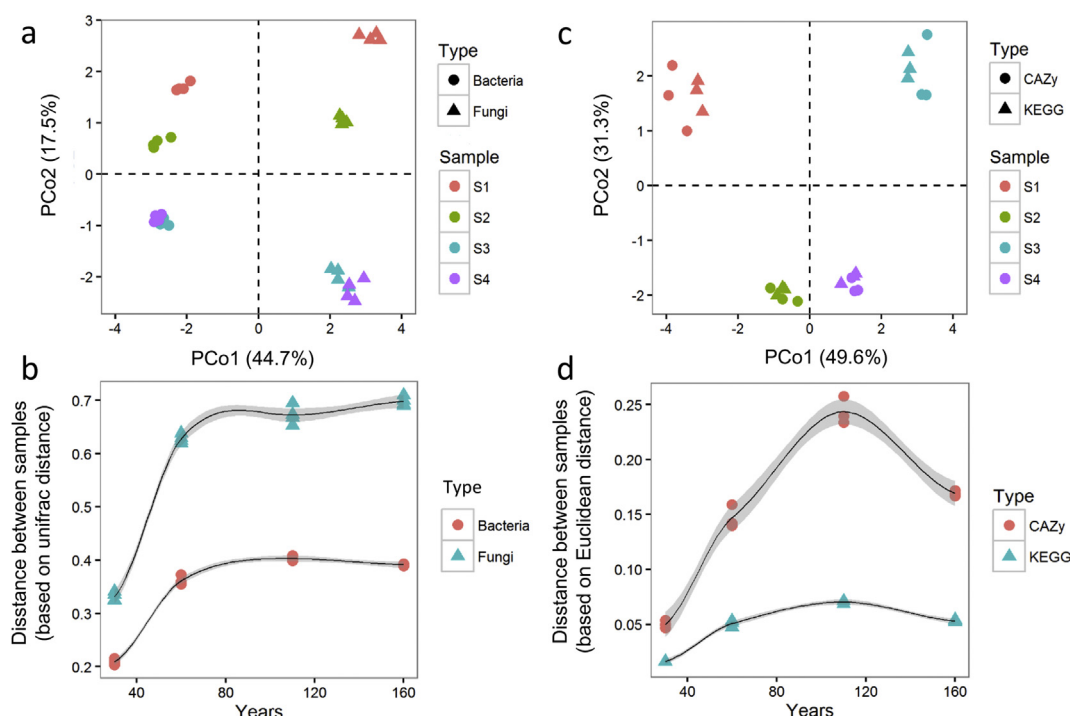 a
3
2
1
0
-1
-2
PCo2 (17.5%)
-4
-2
0
2
4
PCo1 (44.7%)
Type
Bacteria
Fungi
Sample
S1
S2
S3
S4
c
2
1
0
-1
-2
PCo2 (31.3%)
-4
-2
0
2
4
PCo1 (49.6%)
Type
CAZy
KEGG
Sample
S1
S2
S3
S4
b
0.7
0.6
0.5
0.4
0.3
0.2
Disstance between samples
(based on unifrac distance)
40
80
120
160
Years
Type
Bacteria
Fungi
d
0.25
0.20
0.15
0.10
0.05
Disstance between samples
(based on Euclidean distance)
40
80
120
160
Years
Type
CAZy
KEGG